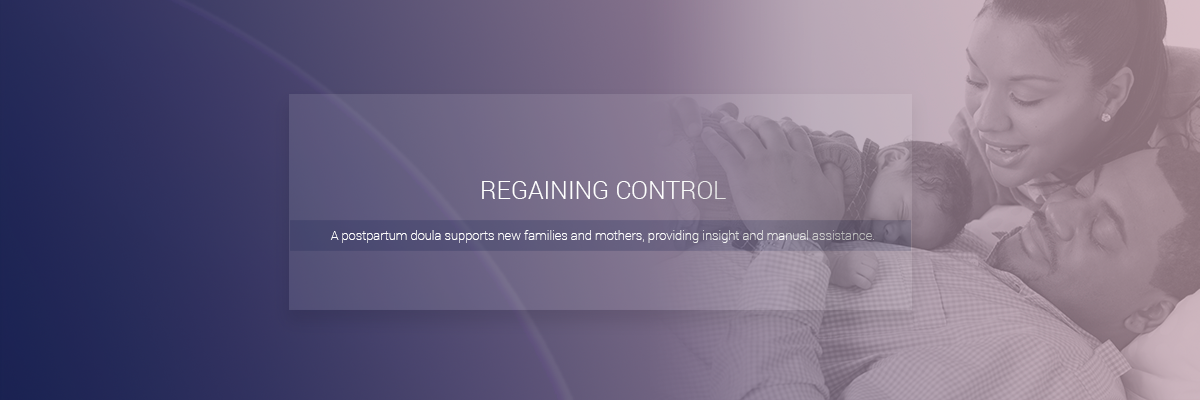 REGAINING CONTROL
A postpartum doula supports new families and mothers, providing insight and manual assistance.